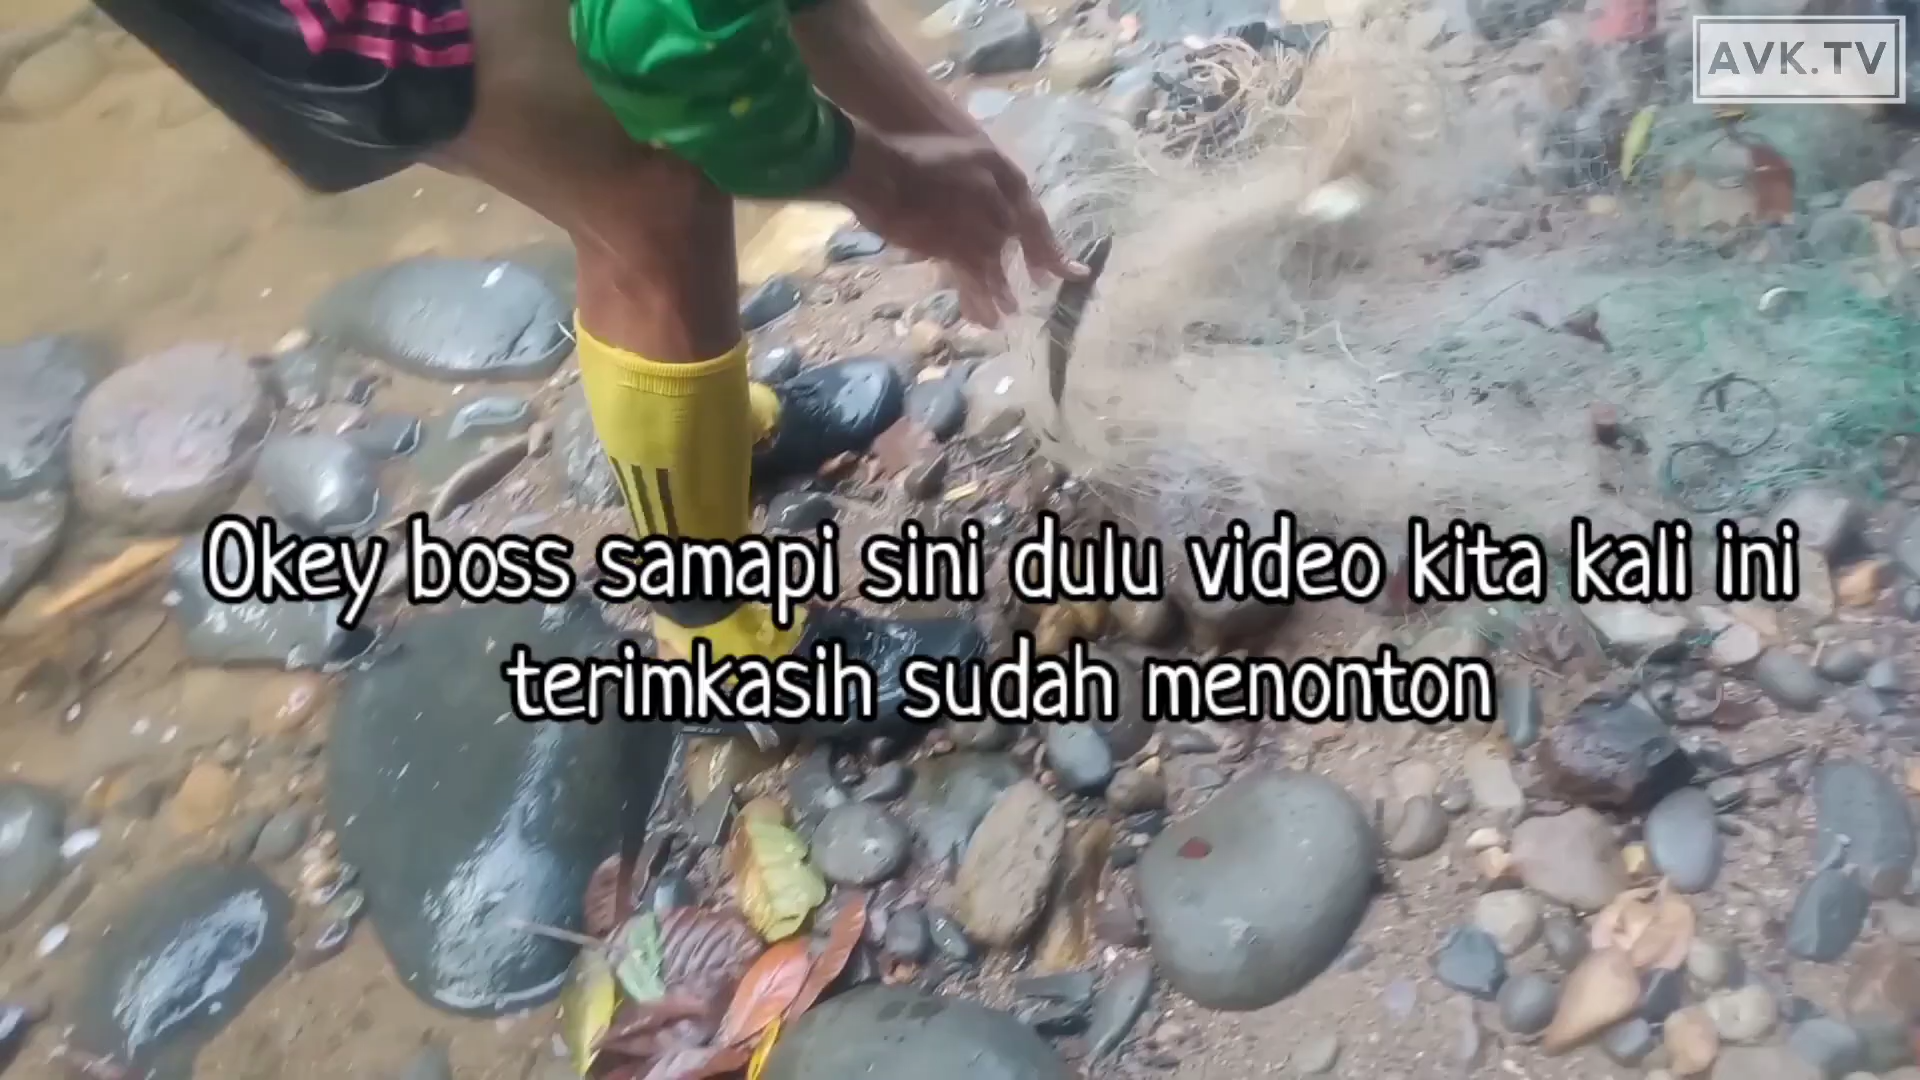 AVK.TV
Okey boss samapi sini dulu video kita kali ini
terimkasih sudah menonton